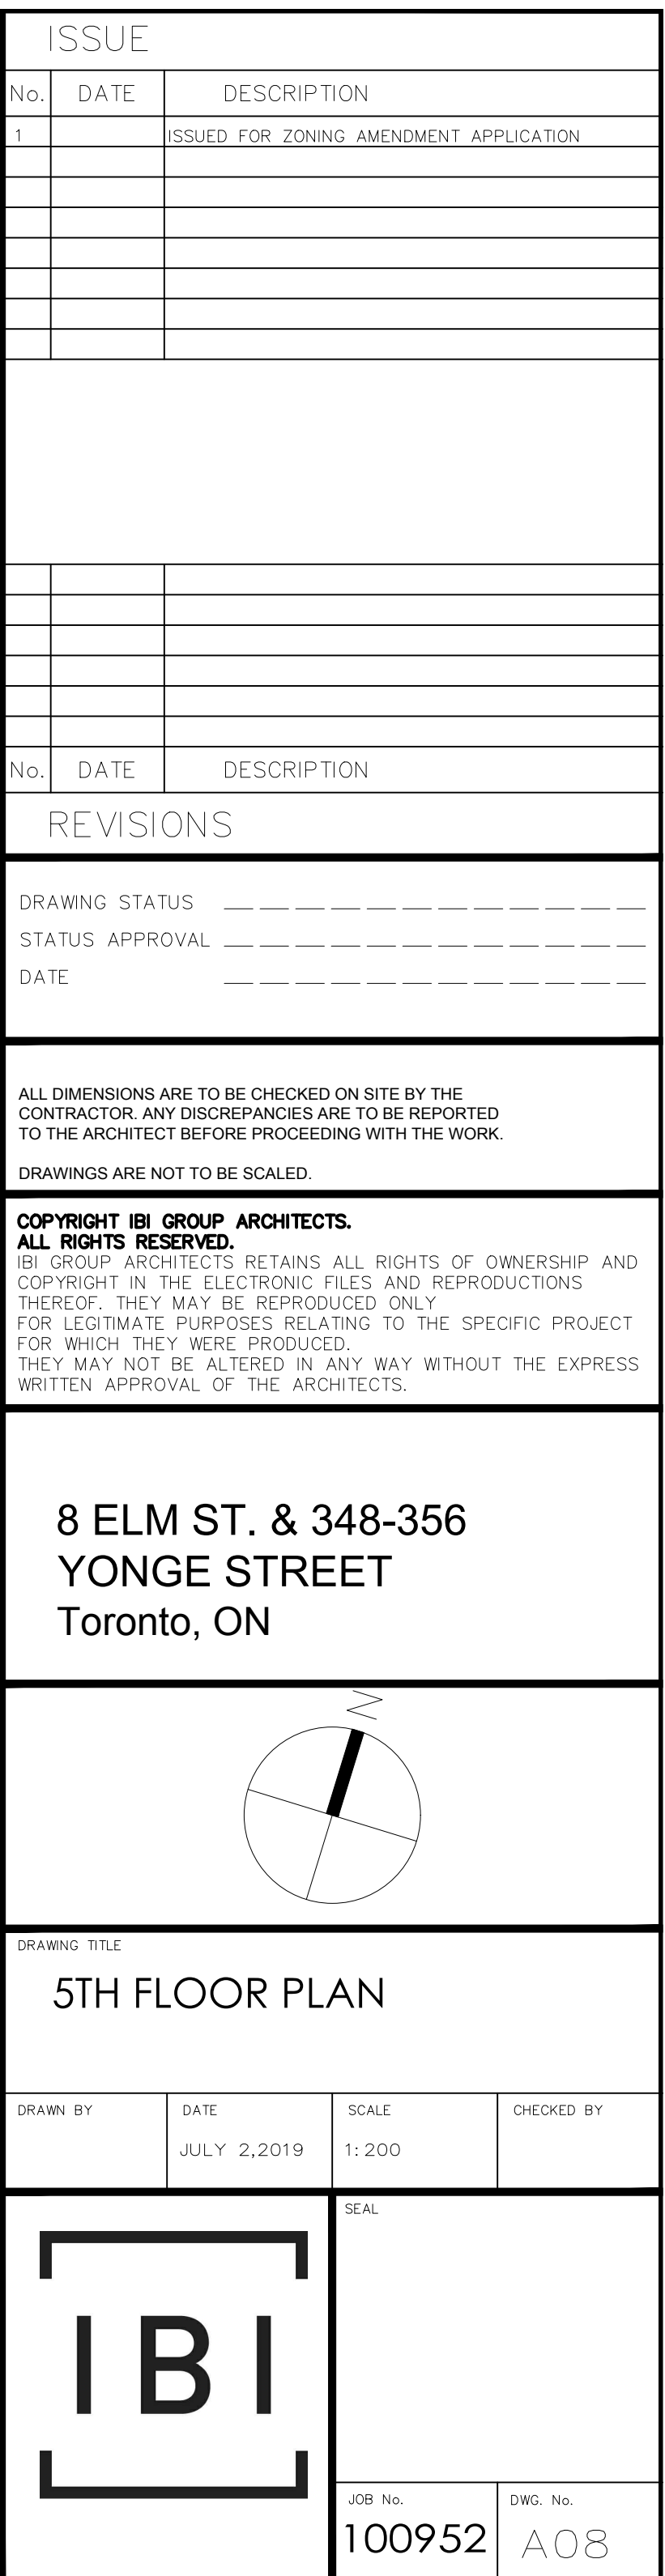 ISSUE
No. DATE DESCRIPTION
1 ISSUED FOR ZONING AMENDMENT APPLICATION
No. DATE DESCRIPTION
REVISIONS
DRAWING STATUS
STATUS APPROVAL
DATE
ALL DIMENSIONS ARE TO BE CHECKED ON SITE BY THE
CONTRACTOR. ANY DISCREPANCIES ARE TO BE REPORTED
TO THE ARCHITECT BEFORE PROCEEDING WITH THE WORK.
DRAWINGS ARE NOT TO BE SCALED.
COPYRIGHT IBI GROUP ARCHITECTS.
ALL RIGHTS RESERVED.
IBI GROUP ARCHITECTS RETAINS ALL RIGHTS OF OWNERSHIP AND
COPYRIGHT IN THE ELECTRONIC FILES AND REPRODUCTIONS
THEREOF. THEY MAY BE REPRODUCED ONLY
FOR LEGITIMATE PURPOSES RELATING TO THE SPECIFIC PROJECT
FOR WHICH THEY WERE PRODUCED.
THEY MAY NOT BE ALTERED IN ANY WAY WITHOUT THE EXPRESS
WRITTEN APPROVAL OF THE ARCHITECTS.
8 ELM ST. & 348-356
YONGE STREET
Toronto, ON
N
DRAWING TITLE
5TH FLOOR PLAN
DRAWN BY DATE SCALE CHECKED BY
JULY 2,2019 1:200
SEAL
IBI
JOB No. DWG. No.
100952 A08